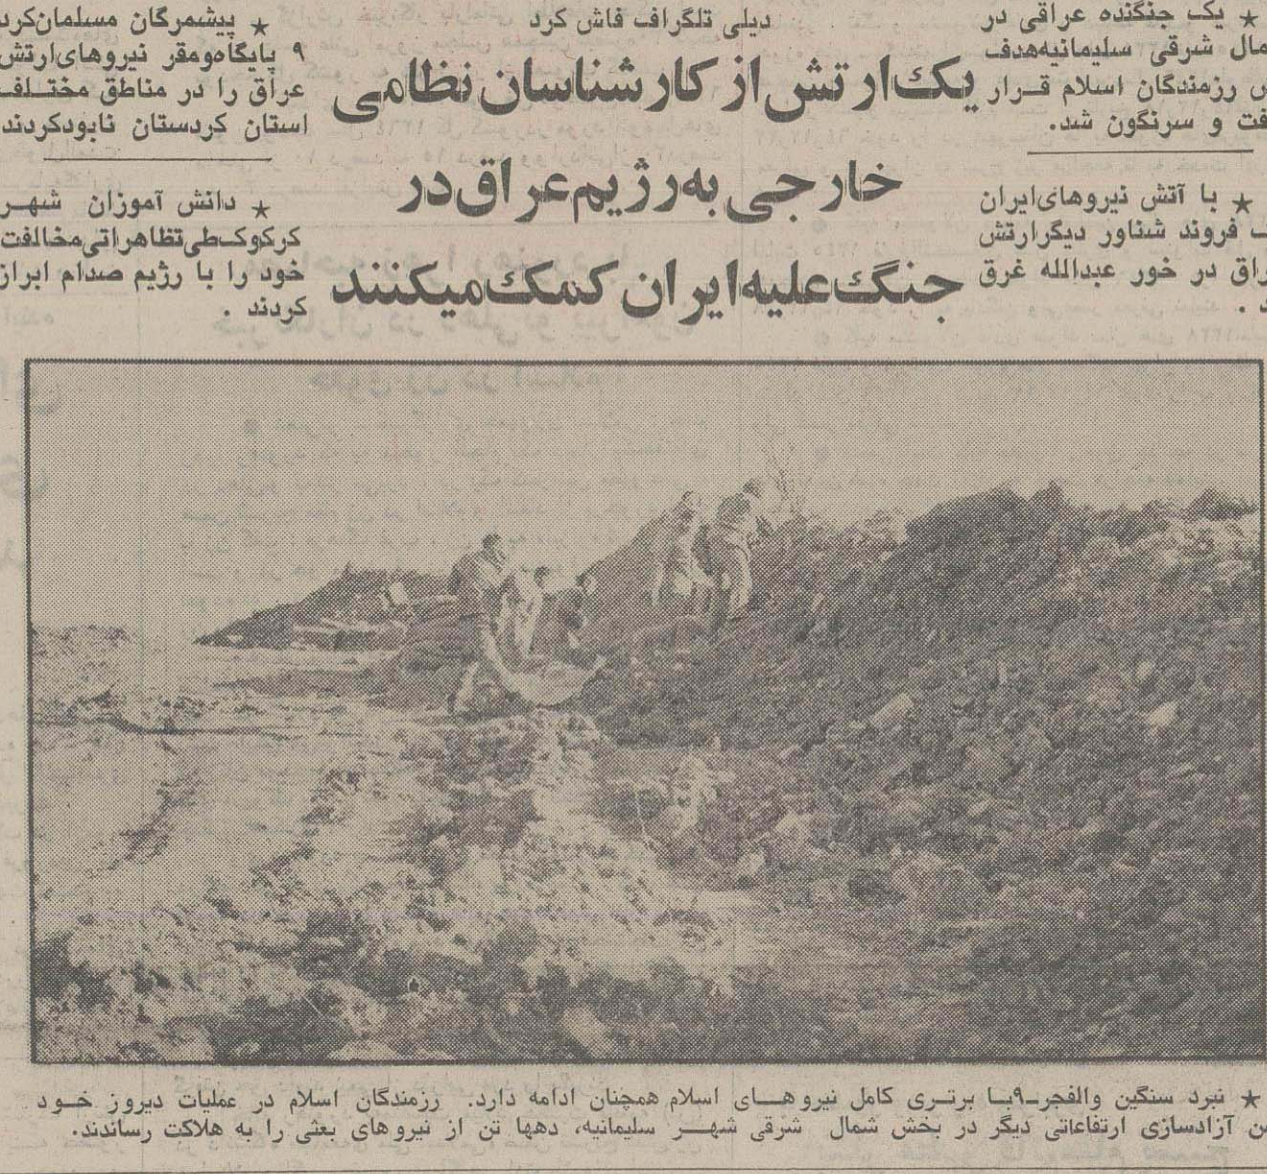 ★ یک جنگنده عراقی در
شرقی سلیمانیه هدف
رزمندگان اسلام قرار
و سرنگون شد.
★ با آتش نیروهای ایران
فروند شناور دیگر ارتش
در خور عبدالله غرق
دیلی تلگراف فاش کرد
یک ارتش از کارشناسان نظامی
خارجی به رژیم عراق در
جنگ علیه ایران کمک میکنند
★ پیشمرگان مسلمان کرد
۹ پایگاه و مقر نیروهای ارتش
عراق را در مناطق مختلف
استان کردستان نابود کردند
★ دانش آموزان شهر
کرکوک طی تظاهراتی مخالفت
خود را با رژیم صدام ابراز
کردند .
★ نبرد سنگین والفجر-۹ با برتری کامل نیروهای اسلام همچنان ادامه دارد. رزمندگان اسلام در عملیات دیروز خود
آزادسازی ارتفاعاتی دیگر در بخش شمال شرقی شهر سلیمانیه، دهها تن از نیروهای بعثی را به هلاکت رساندند.